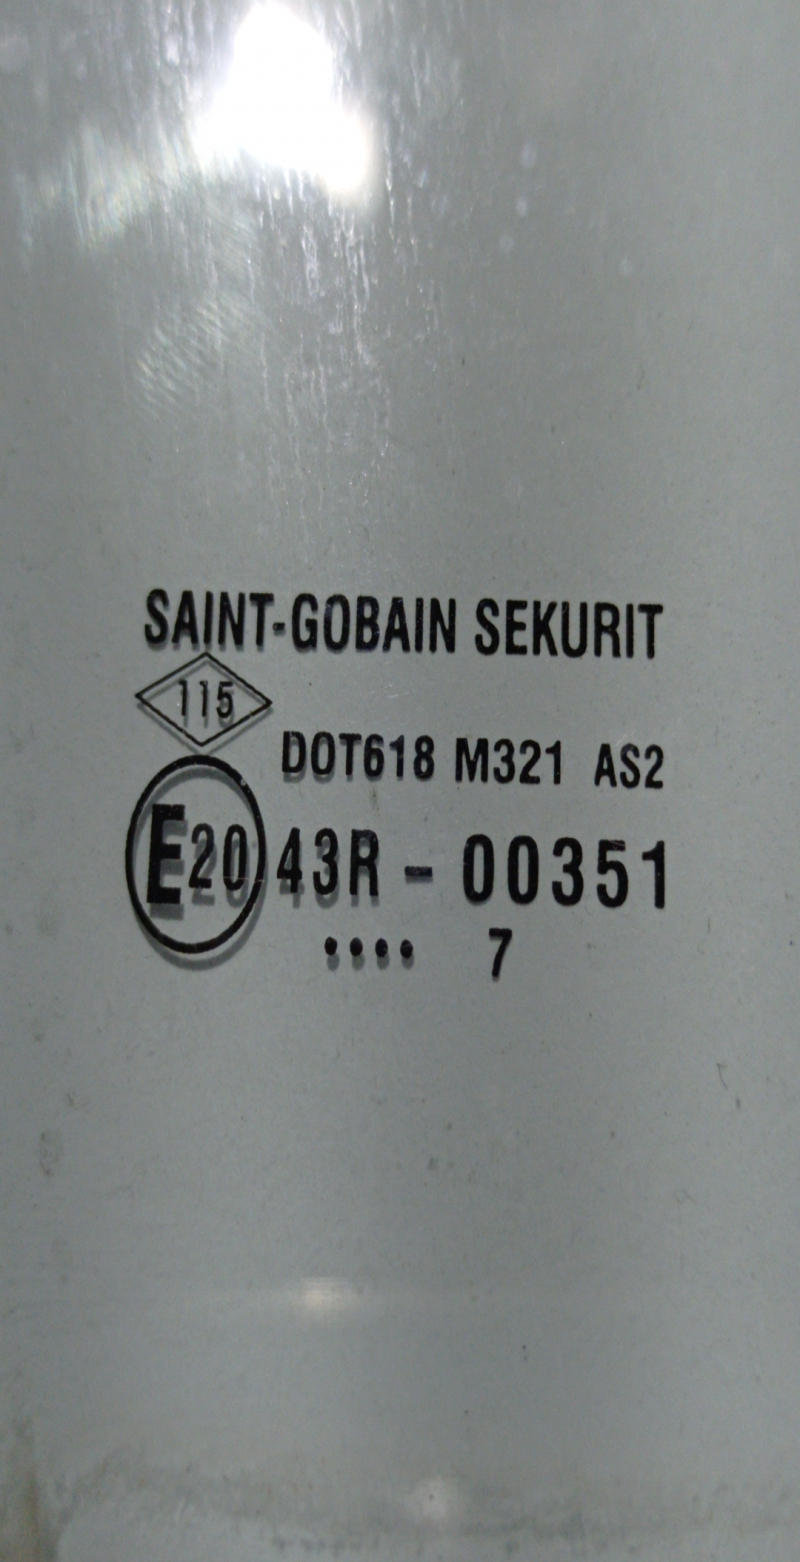 SAINT-GOBAIN SEKURIT
115
DOT618 M321 AS2
E20 43R - 00351
.... 7